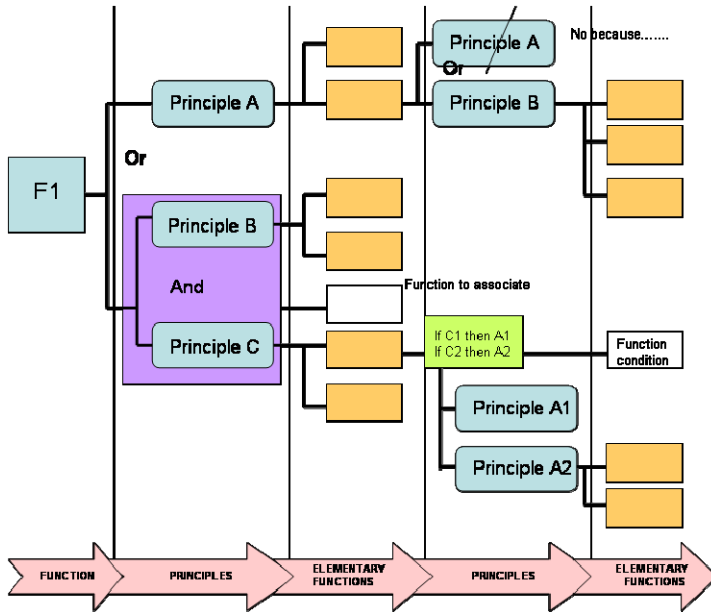 Principle A
No because.......
Or
Principle A
Principle B
Or
F1
Principle B
And
Function to associate
Principle C
If C1 then A1
If C2 then A2
Function
condition
Principle A1
Principle A2
FUNCTION
PRINCIPLES
ELEMENTARY
FUNCTIONS
PRINCIPLES
ELEMENTARY
FUNCTIONS